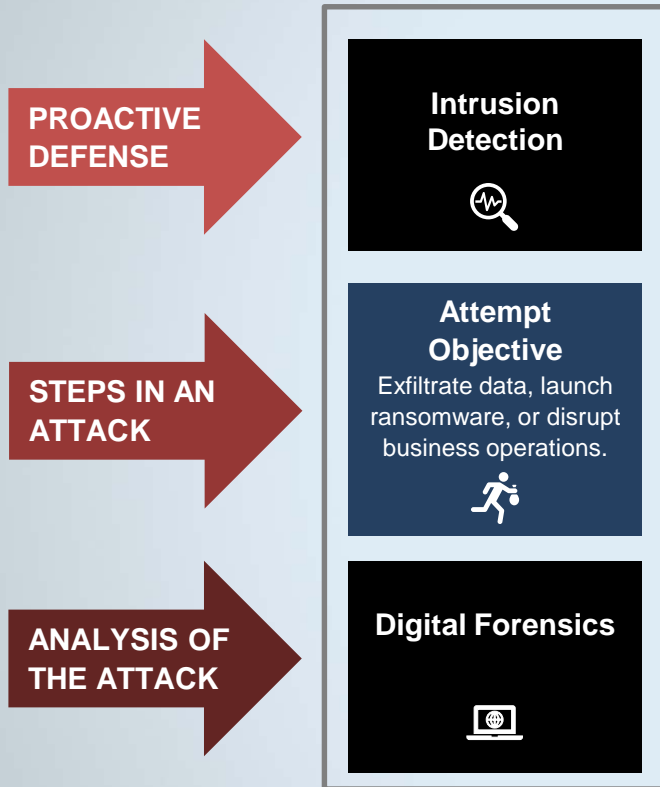 PROACTIVE
DEFENSE
Intrusion
Detection
STEPS IN AN
ATTACK
Attempt
Objective
Exfiltrate data, launch
ransomware, or disrupt
business operations.
ANALYSIS OF
THE ATTACK
Digital Forensics